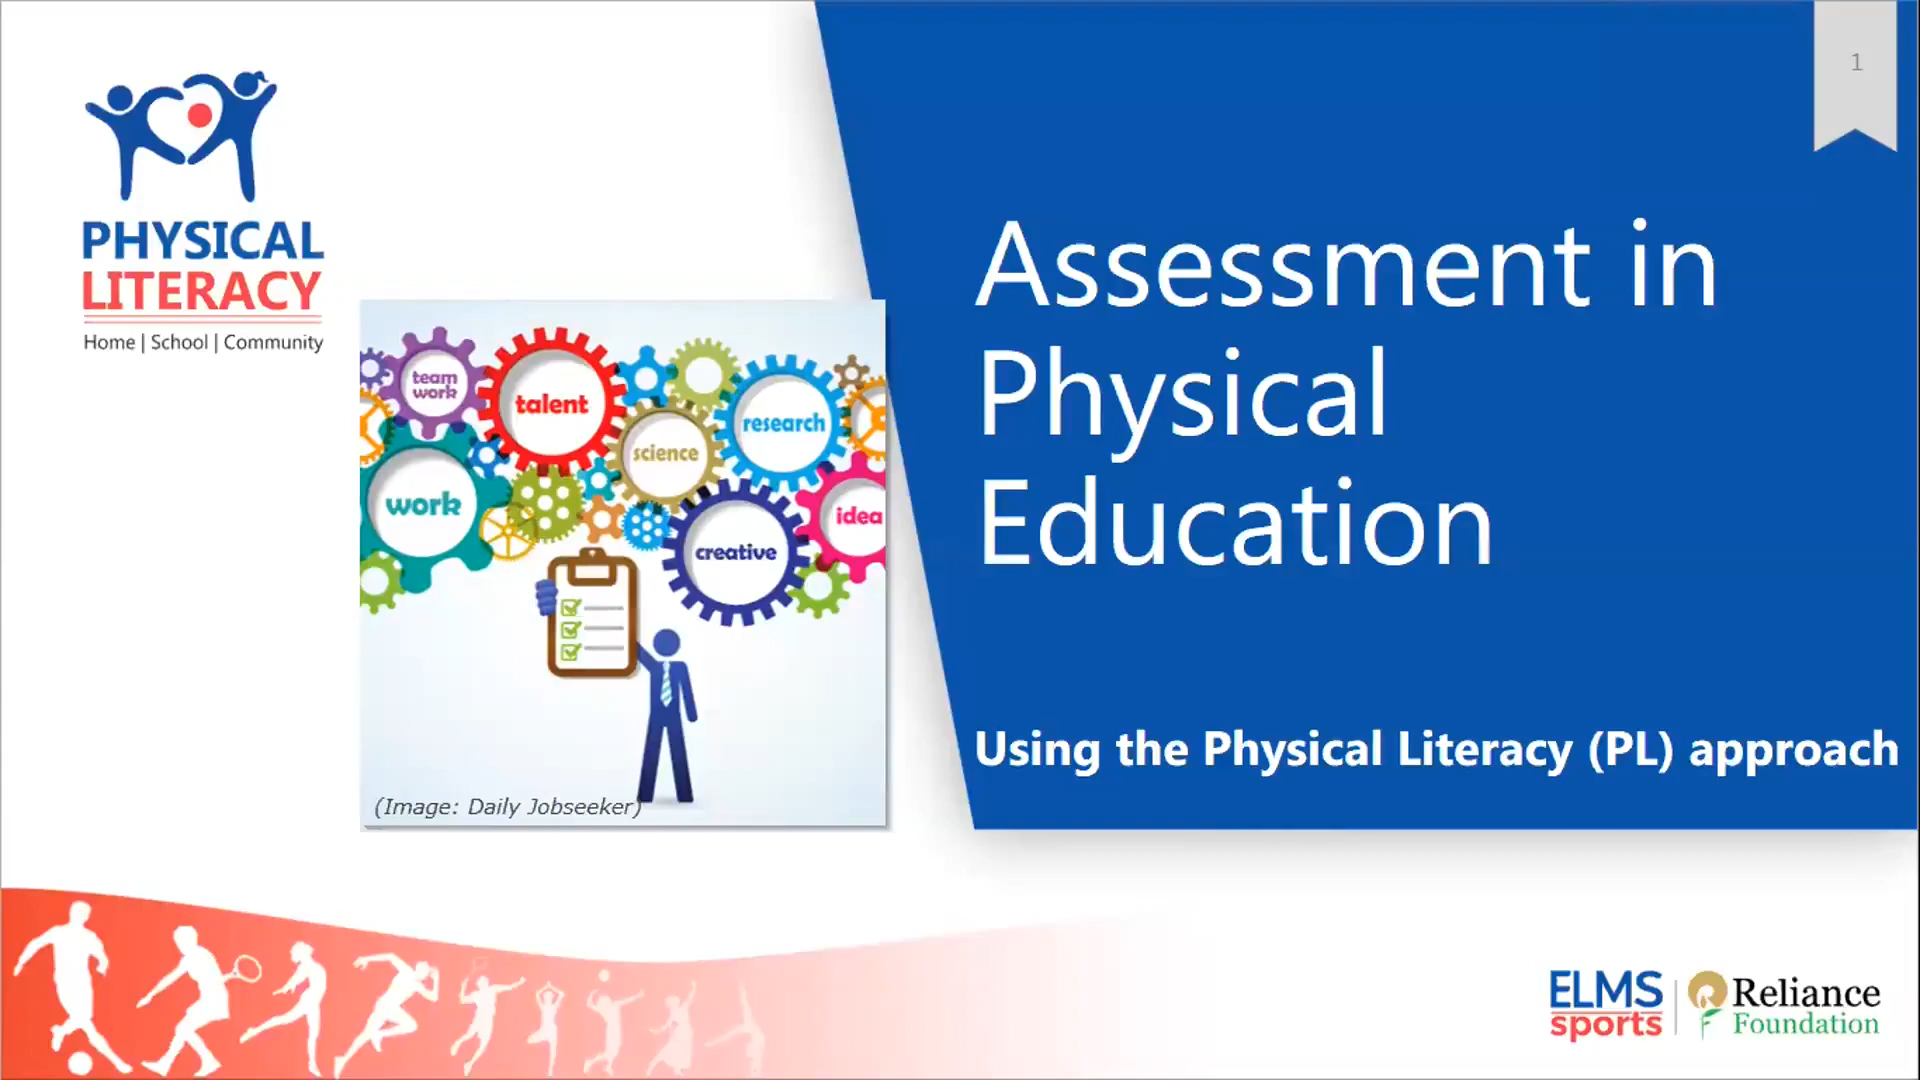 1
PHYSICAL
LITERACY
Home | School | Community
team
work
talent
research
science
work
idea
creative
(Image: Daily Jobseeker)
Assessment in
Physical
Education
Using the Physical Literacy (PL) approach
ELMS
sports
Reliance
Foundation